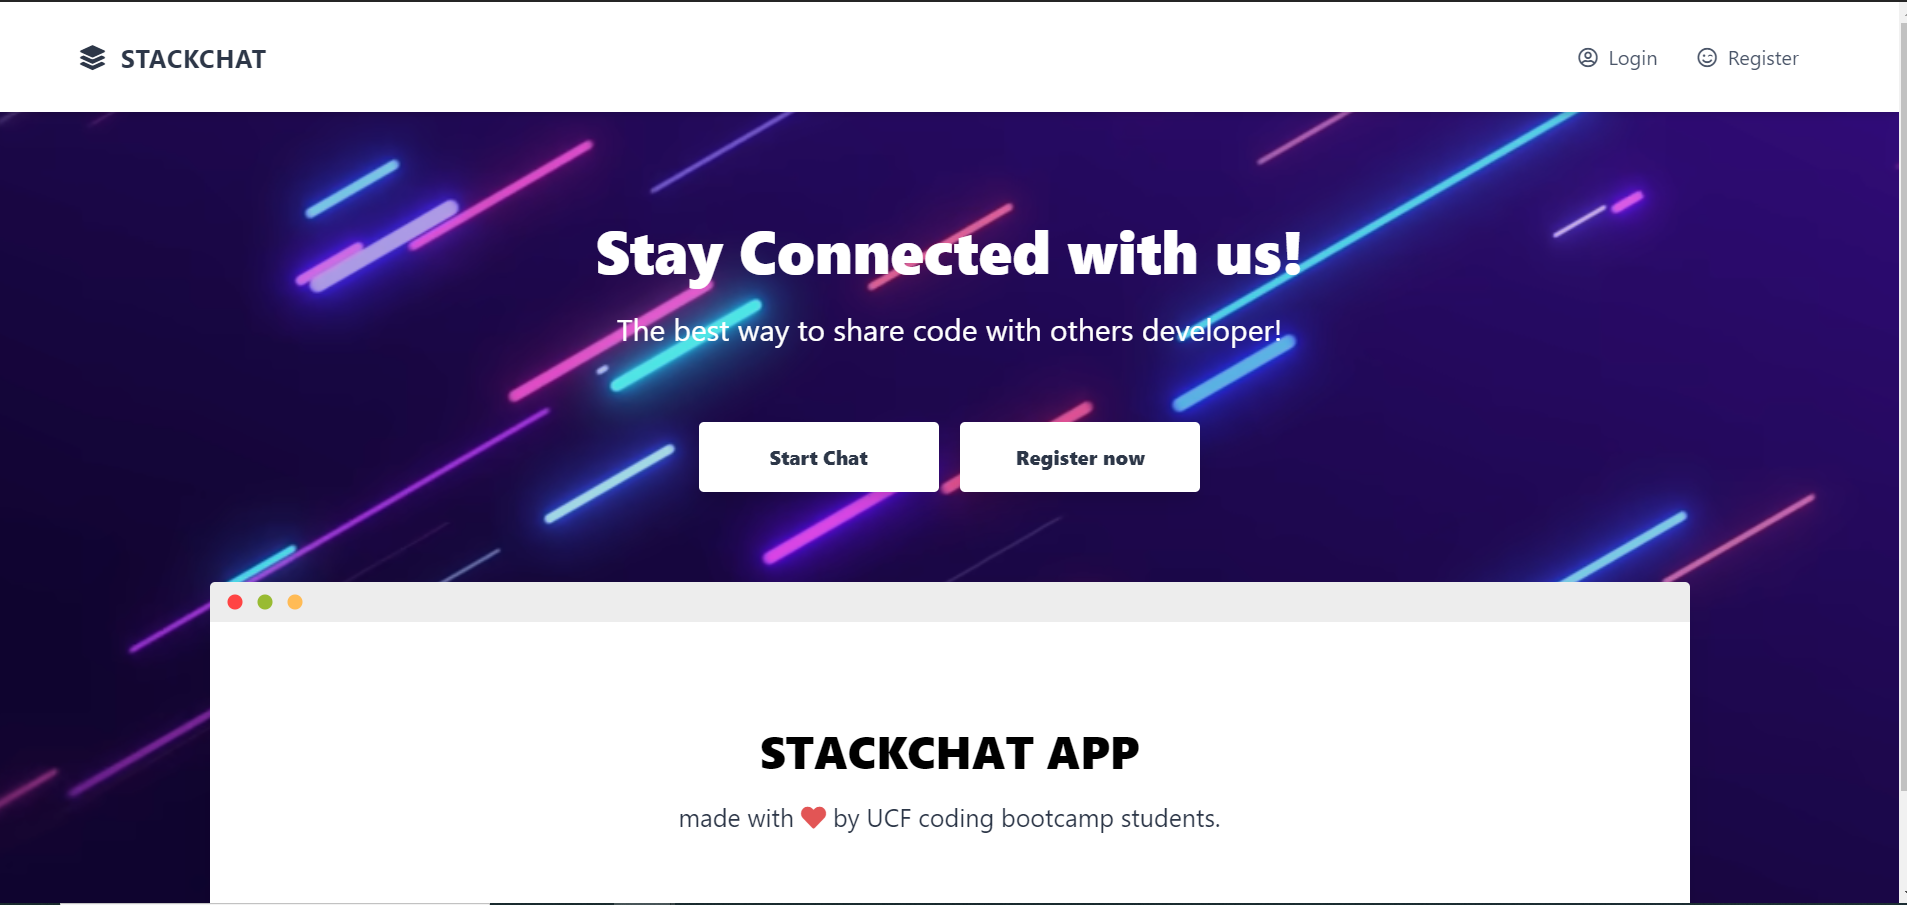 STACKCHAT
Login
Register
Stay Connected with us!
The best way to share code with others developer!
Start Chat
Register now
STACKCHAT APP
made with ❤ by UCF coding bootcamp students.